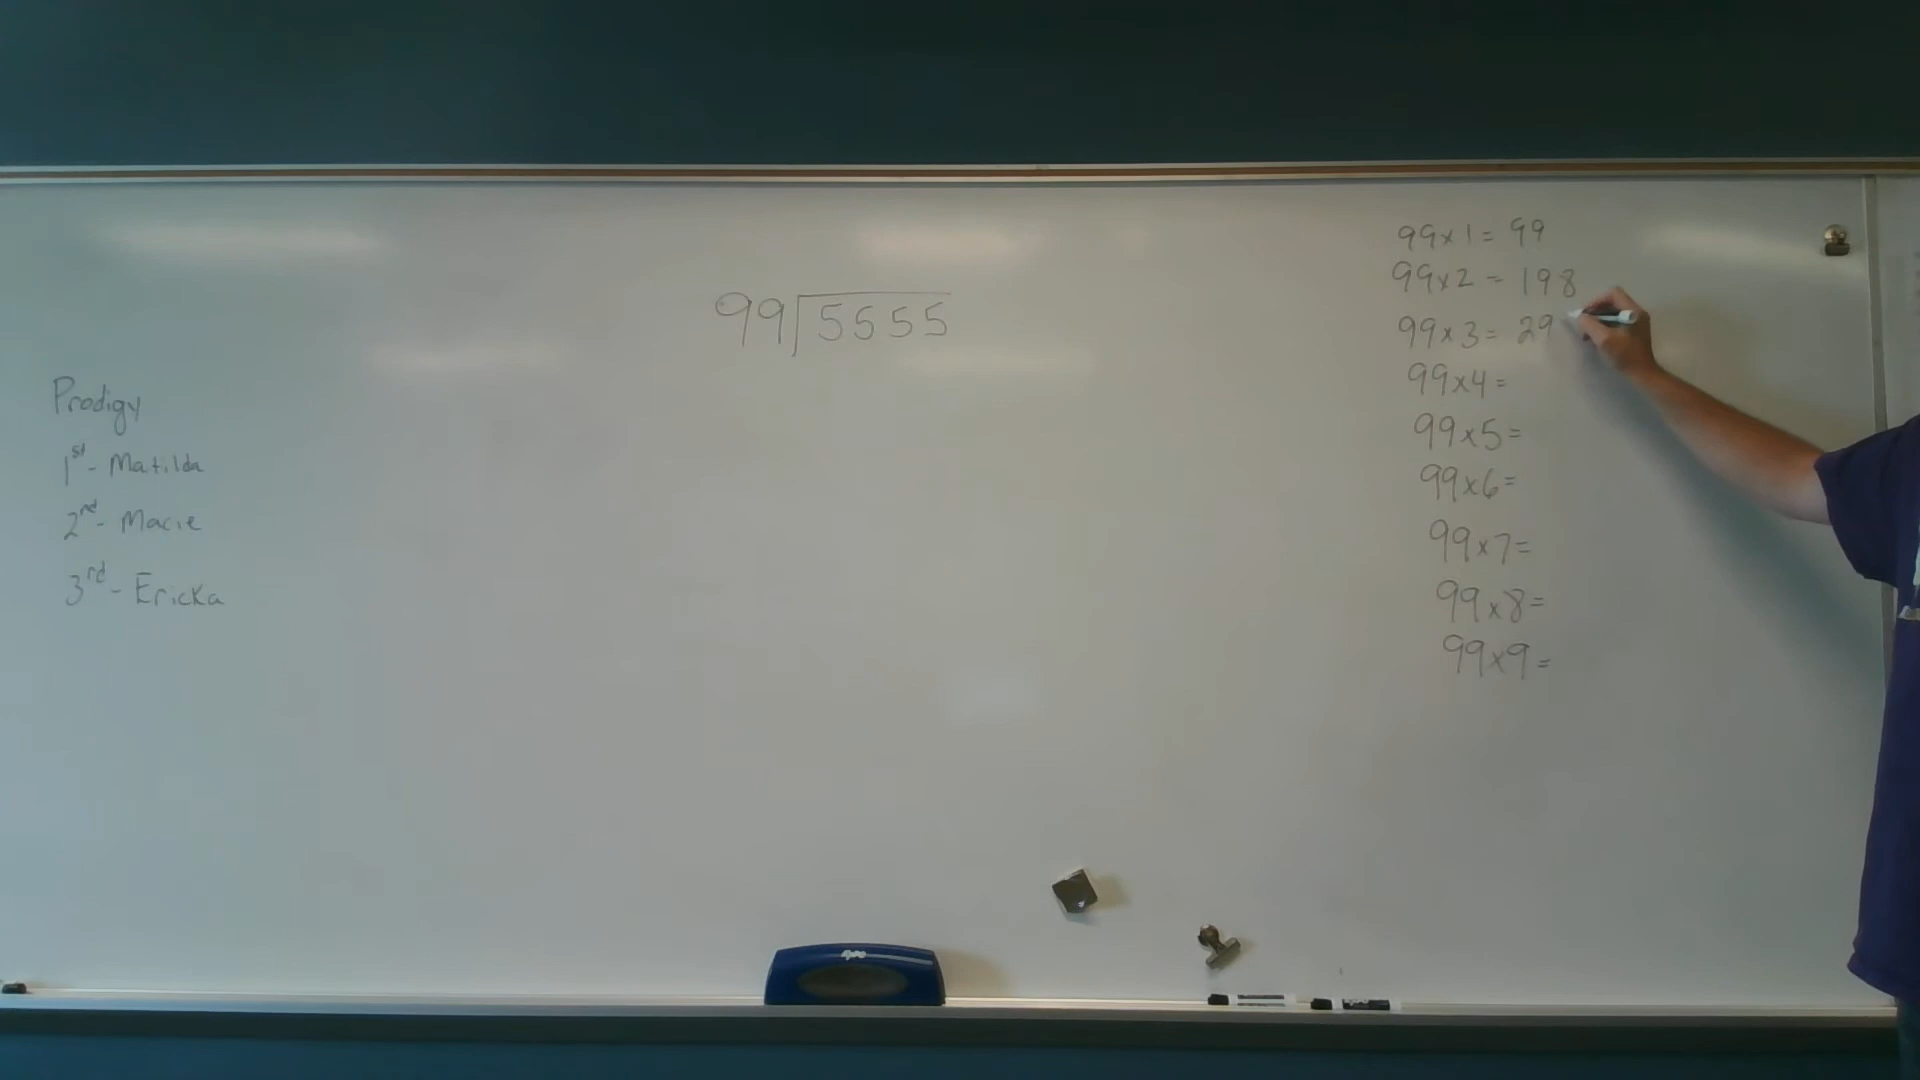 Prodigy
1st- Matilda
2nd- Macie
3rd- Ericka
99)5555
99x1= 99
99x2 = 198
99x3= 29
99x4=
99x5=
99x6=
99x7=
99x8=
99x9=
expo